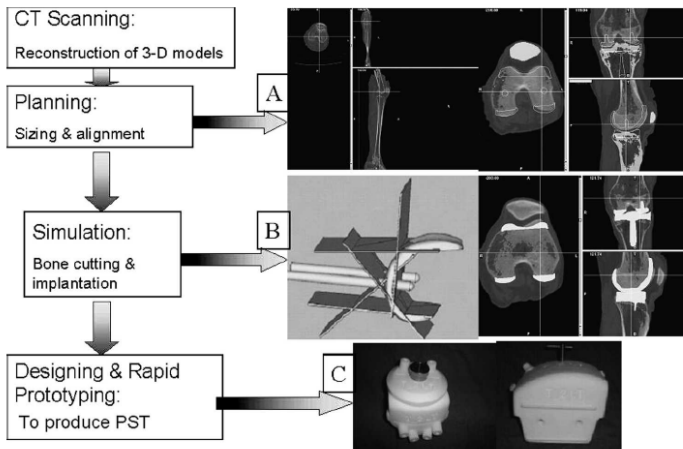 CT Scanning:
Reconstruction of 3-D models
Planning:
Sizing & alignment
A
Simulation:
Bone cutting &
implantation
B
Designing & Rapid
Prototyping:
To produce PST
C